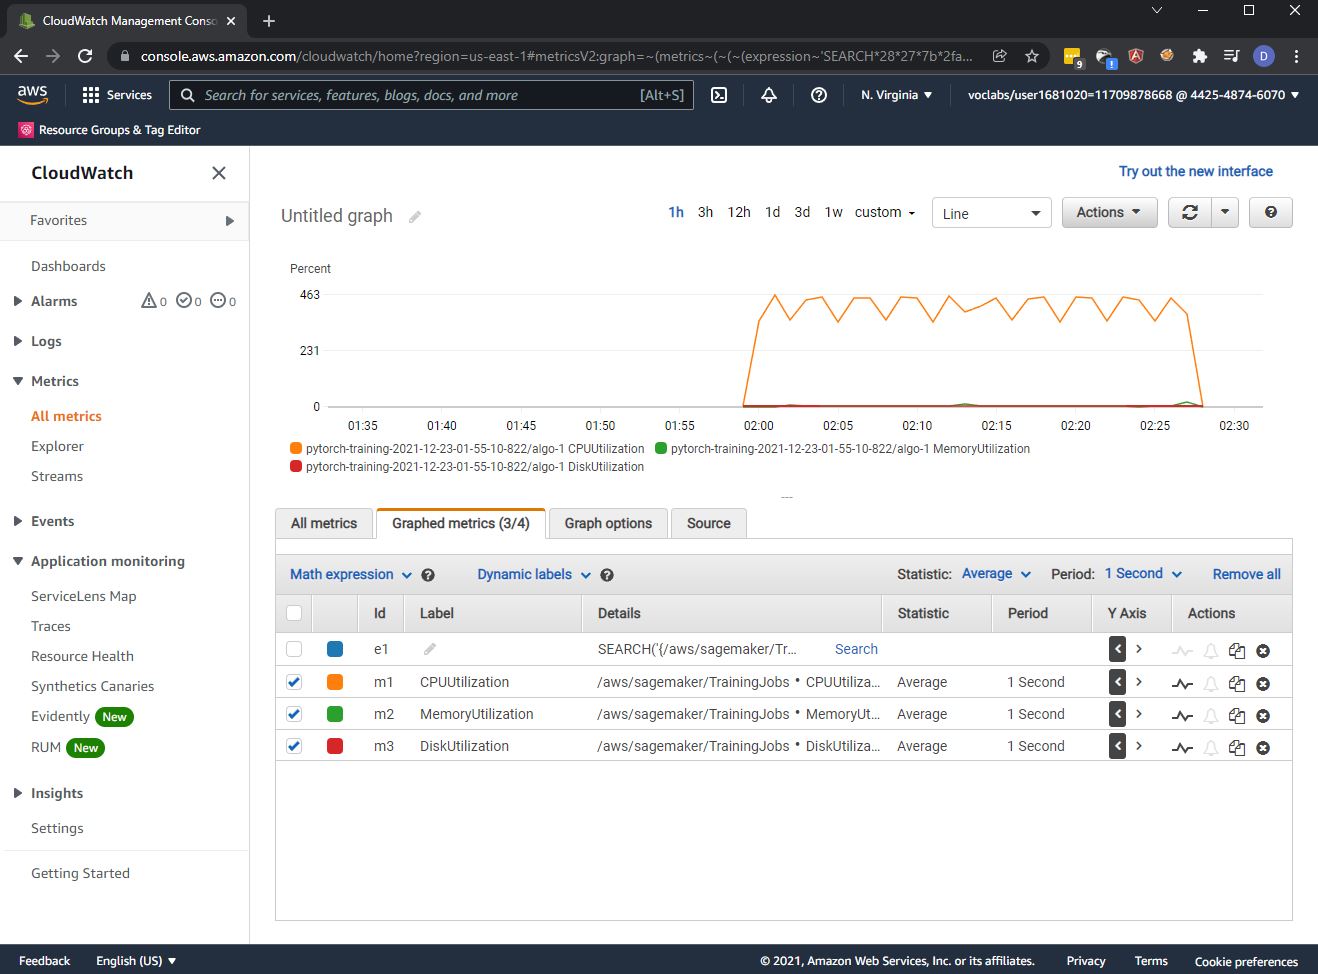 CloudWatch Management Conso
console.aws.amazon.com/cloudwatch/home?region=us-east-1#metricsV2:graph=~(metrics~(~(~(expression~'SEARCH*28*27*7b*2fa...
9
!
D
aws
Services
Search for services, features, blogs, docs, and more
[Alt+S]
N. Virginia
voclabs/user1681020=11709878668 @ 4425-4874-6070
Resource Groups & Tag Editor
CloudWatch
Favorites
Dashboards
Alarms 0 0 0
Logs
Metrics
All metrics
Explorer
Streams
Events
Application monitoring
ServiceLens Map
Traces
Resource Health
Synthetics Canaries
Evidently New
RUM New
Insights
Settings
Getting Started
Try out the new interface
Untitled graph
1h 3h 12h 1d 3d 1w custom
Line
Actions
?
Percent
463
231
0
01:35 01:40 01:45 01:50 01:55 02:00 02:05 02:10 02:15 02:20 02:25 02:30
pytorch-training-2021-12-23-01-55-10-822/algo-1 CPUUtilization pytorch-training-2021-12-23-01-55-10-822/algo-1 MemoryUtilization
pytorch-training-2021-12-23-01-55-10-822/algo-1 DiskUtilization
All metrics Graphed metrics (3/4) Graph options Source
Math expression ? Dynamic labels ? Statistic: Average Period: 1 Second Remove all
Id Label Details Statistic Period Y Axis Actions
e1 SEARCH('{/aws/sagemaker/Tr... Search
m1 CPUUtilization /aws/sagemaker/TrainingJobs • CPUUtiliza... Average 1 Second
m2 MemoryUtilization /aws/sagemaker/TrainingJobs • MemoryUt... Average 1 Second
m3 DiskUtilization /aws/sagemaker/TrainingJobs • DiskUtiliza... Average 1 Second
Feedback English (US) © 2021, Amazon Web Services, Inc. or its affiliates. Privacy Terms Cookie preferences